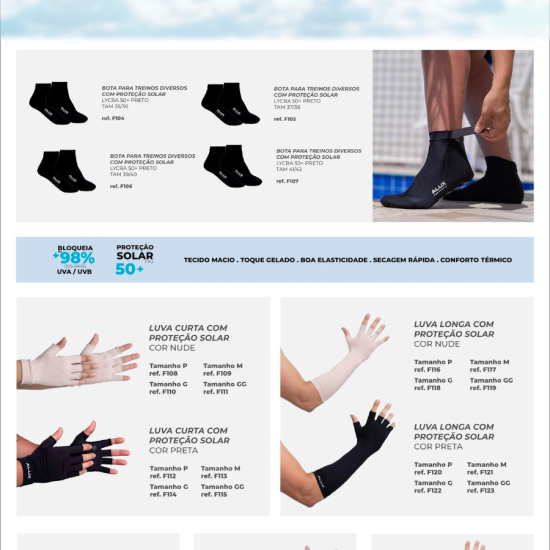 BOTA PARA TREINOS DIVERSOS
COM PROTEÇÃO SOLAR
LYCRA 50+ PRETO
TAM 35/36
ref. F104
BOTA PARA TREINOS DIVERSOS
COM PROTEÇÃO SOLAR
LYCRA 50+ PRETO
TAM 37/38
ref. F105
BOTA PARA TREINOS DIVERSOS
COM PROTEÇÃO SOLAR
LYCRA 50+ PRETO
TAM 39/40
ref. F106
BOTA PARA TREINOS DIVERSOS
COM PROTEÇÃO SOLAR
LYCRA 50+ PRETO
TAM 41/42
ref. F107
ALUX
BLOQUEIA
+98%
UVA / UVB
PROTEÇÃO
SOLAR
50+
TECIDO MACIO . TOQUE GELADO . BOA ELASTICIDADE . SECAGEM RÁPIDA . CONFORTO TÉRMICO
LUVA CURTA COM
PROTEÇÃO SOLAR
COR NUDE
Tamanho P
ref. F108
Tamanho M
ref. F109
Tamanho G
ref. F110
Tamanho GG
ref. F111
LUVA CURTA COM
PROTEÇÃO SOLAR
COR PRETA
Tamanho P
ref. F112
Tamanho M
ref. F113
Tamanho G
ref. F114
Tamanho GG
ref. F115
ALUX
LUVA LONGA COM
PROTEÇÃO SOLAR
COR NUDE
Tamanho P
ref. F116
Tamanho M
ref. F117
Tamanho G
ref. F118
Tamanho GG
ref. F119
LUVA LONGA COM
PROTEÇÃO SOLAR
COR PRETA
Tamanho P
ref. F120
Tamanho M
ref. F121
Tamanho G
ref. F122
Tamanho GG
ref. F123
ALUX